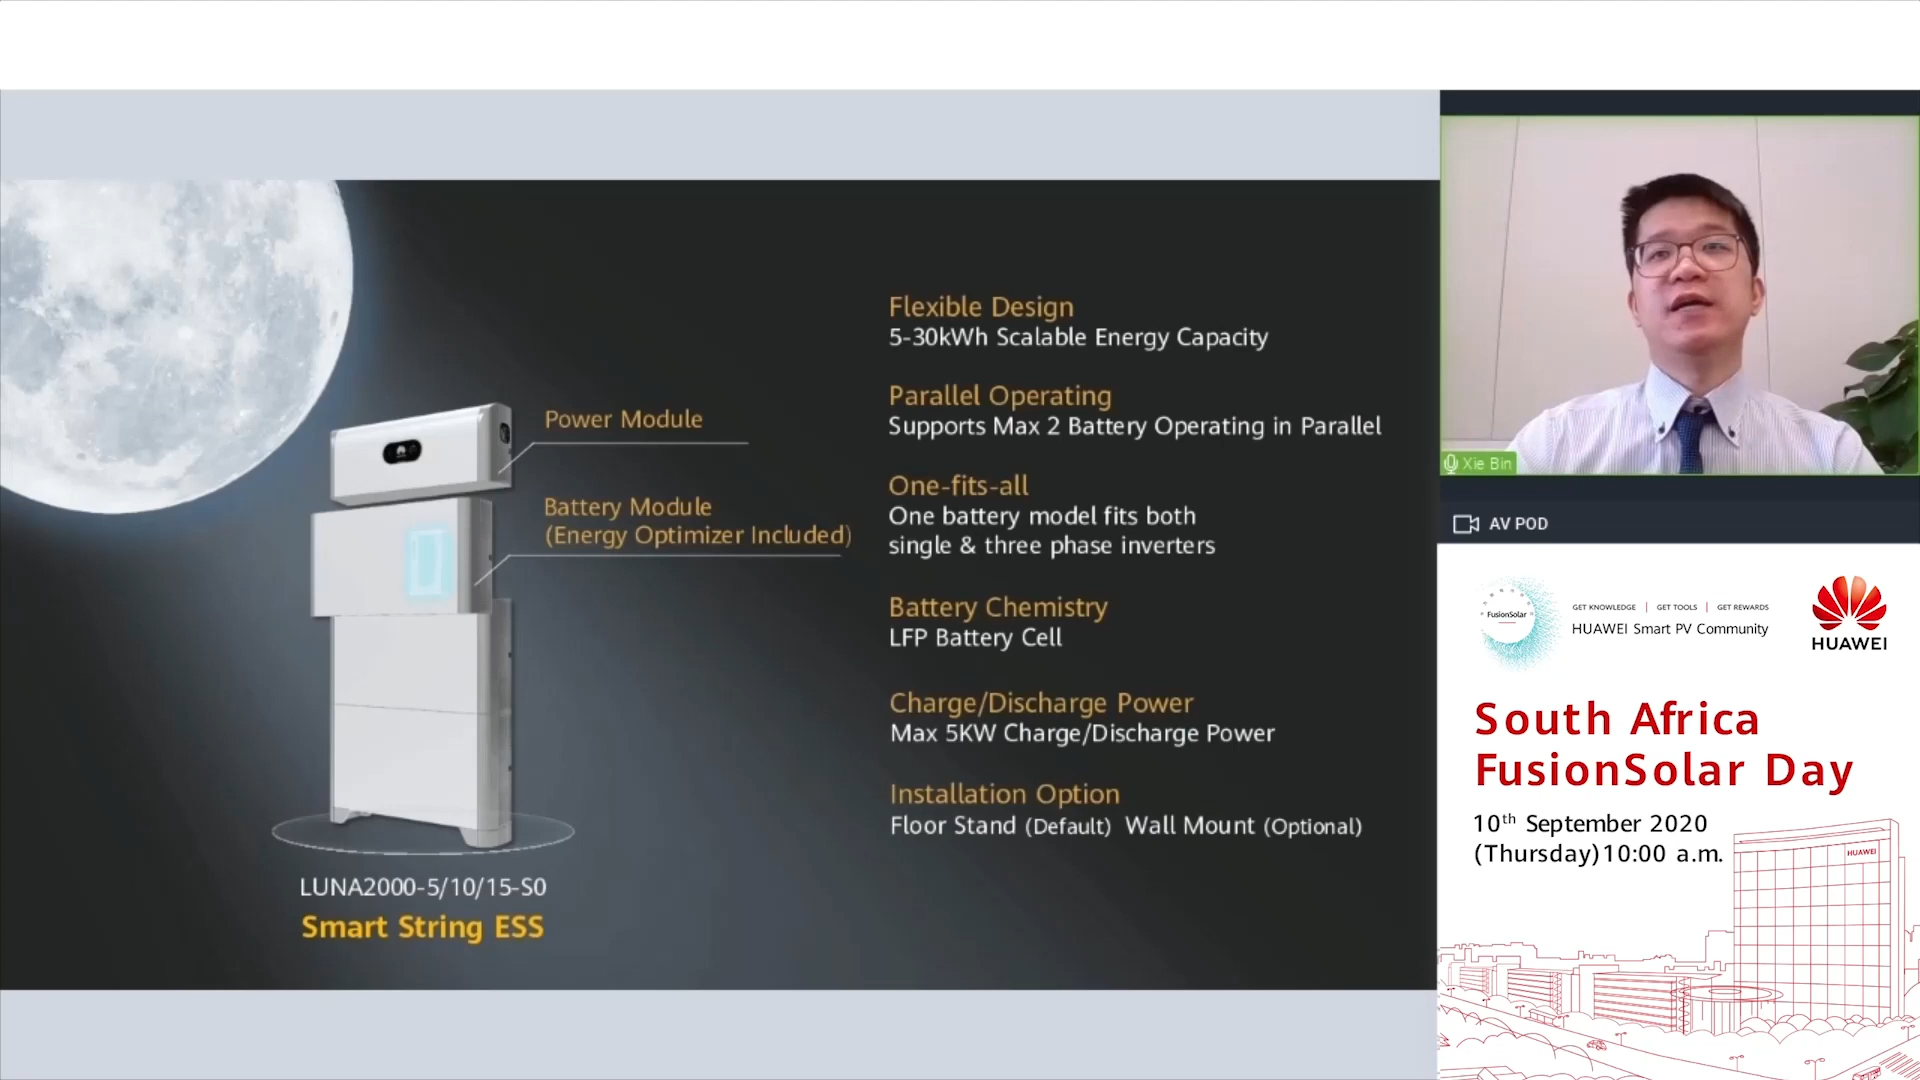 Power Module
Battery Module
(Energy Optimizer Included)
LUNA2000-5/10/15-S0
Smart String ESS
Flexible Design
5-30kWh Scalable Energy Capacity
Parallel Operating
Supports Max 2 Battery Operating in Parallel
One-fits-all
One battery model fits both
single & three phase inverters
Battery Chemistry
LFP Battery Cell
Charge/Discharge Power
Max 5KW Charge/Discharge Power
Installation Option
Floor Stand (Default) Wall Mount (Optional)
Xie Bin
AV POD
FusionSolar
GET KNOWLEDGE | GET TOOLS | GET REWARDS
HUAWEI Smart PV Community
HUAWEI
South Africa
FusionSolar Day
10th September 2020
(Thursday)10:00 a.m.
HUAWEI